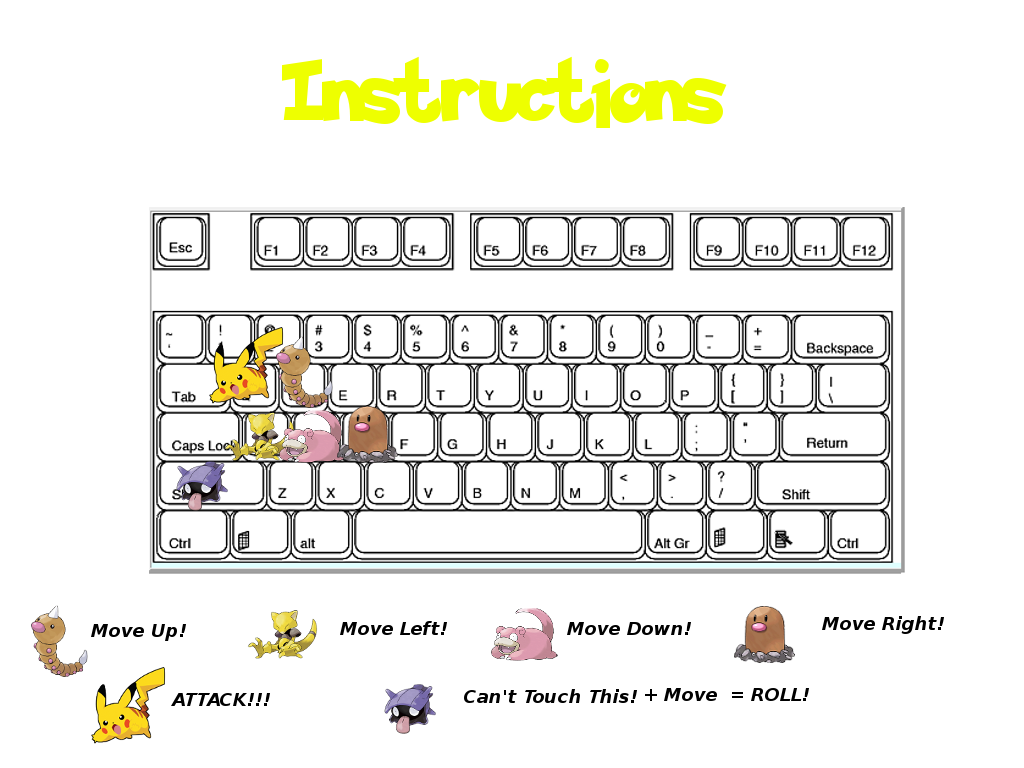 Instructions
Esc F1 F2 F3 F4 F5 F6 F7 F8 F9 F10 F11 F12
~ ! # $ % ^ & * ( ) _ +
` 3 4 5 6 7 8 9 0 - = Backspace
{ } |
Tab E R T Y U I O P [ ] \
: "
Caps Loc F G H J K L ; ' Return
< > ?
S Z X C V B N M , . / Shift
Ctrl alt Alt Gr Ctrl
Move Up! Move Left! Move Down! Move Right!
ATTACK!!! Can't Touch This! + Move = ROLL!